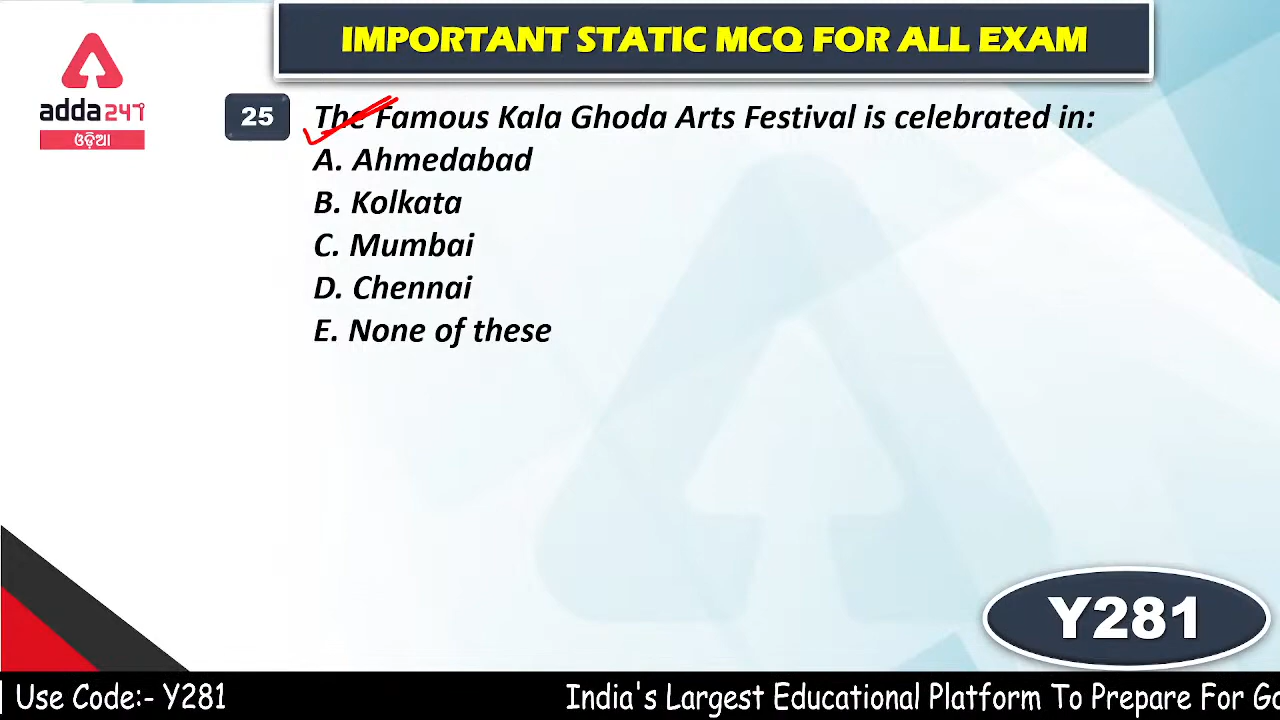 IMPORTANT STATIC MCQ FOR ALL EXAM
adda247
ଓଡ଼ିଆ
25 The Famous Kala Ghoda Arts Festival is celebrated in:
A. Ahmedabad
B. Kolkata
C. Mumbai
D. Chennai
E. None of these
Y281
Use Code:- Y281
India's Largest Educational Platform To Prepare For